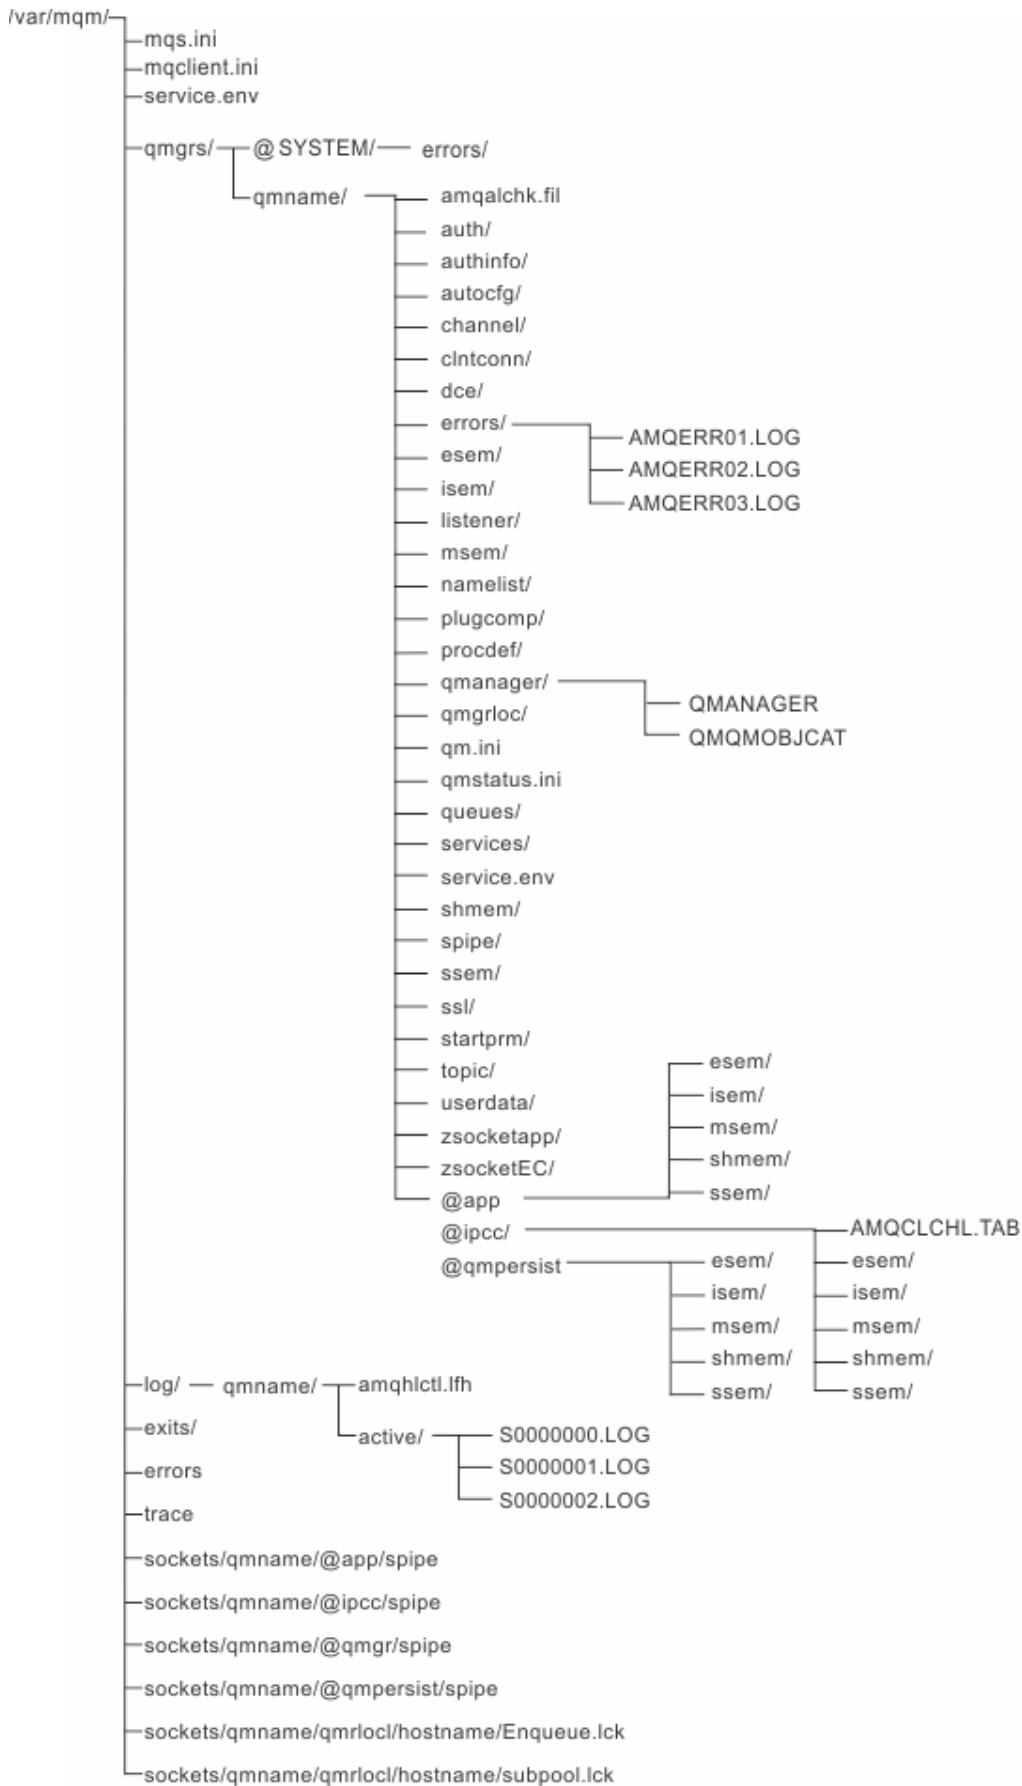 /var/mqm/
mqs.ini
mqclient.ini
service.env
qmgrs/ @SYSTEM/ errors/
qmname/ amqalchk.fil
auth/
authinfo/
autocfg/
channel/
clntconn/
dce/
errors/
AMQERR01.LOG
esem/
AMQERR02.LOG
isem/
AMQERR03.LOG
listener/
msem/
namelist/
plugcomp/
procdef/
qmanager/
QMANAGER
qmgrloc/
QMQMOBJCAT
qm.ini
qmstatus.ini
queues/
services/
service.env
shmem/
spipe/
ssem/
ssl/
startprm/
esem/
topic/
isem/
userdata/
msem/
zsocketapp/
shmem/
zsocketEC/
ssem/
@app
@ipcc/ AMQCLCHL.TAB
@qmpersist esem/ esem/
isem/ isem/
msem/ msem/
shmem/ shmem/
ssem/ ssem/
log/ qmname/ amqhlctl.lfh
exits/
active/ S0000000.LOG
errors S0000001.LOG
S0000002.LOG
trace
sockets/qmname/@app/spipe
sockets/qmname/@ipcc/spipe
sockets/qmname/@qmgr/spipe
sockets/qmname/@qmpersist/spipe
sockets/qmname/qmrlocl/hostname/Enqueue.lck
sockets/qmname/qmrlocl/hostname/subpool.lck